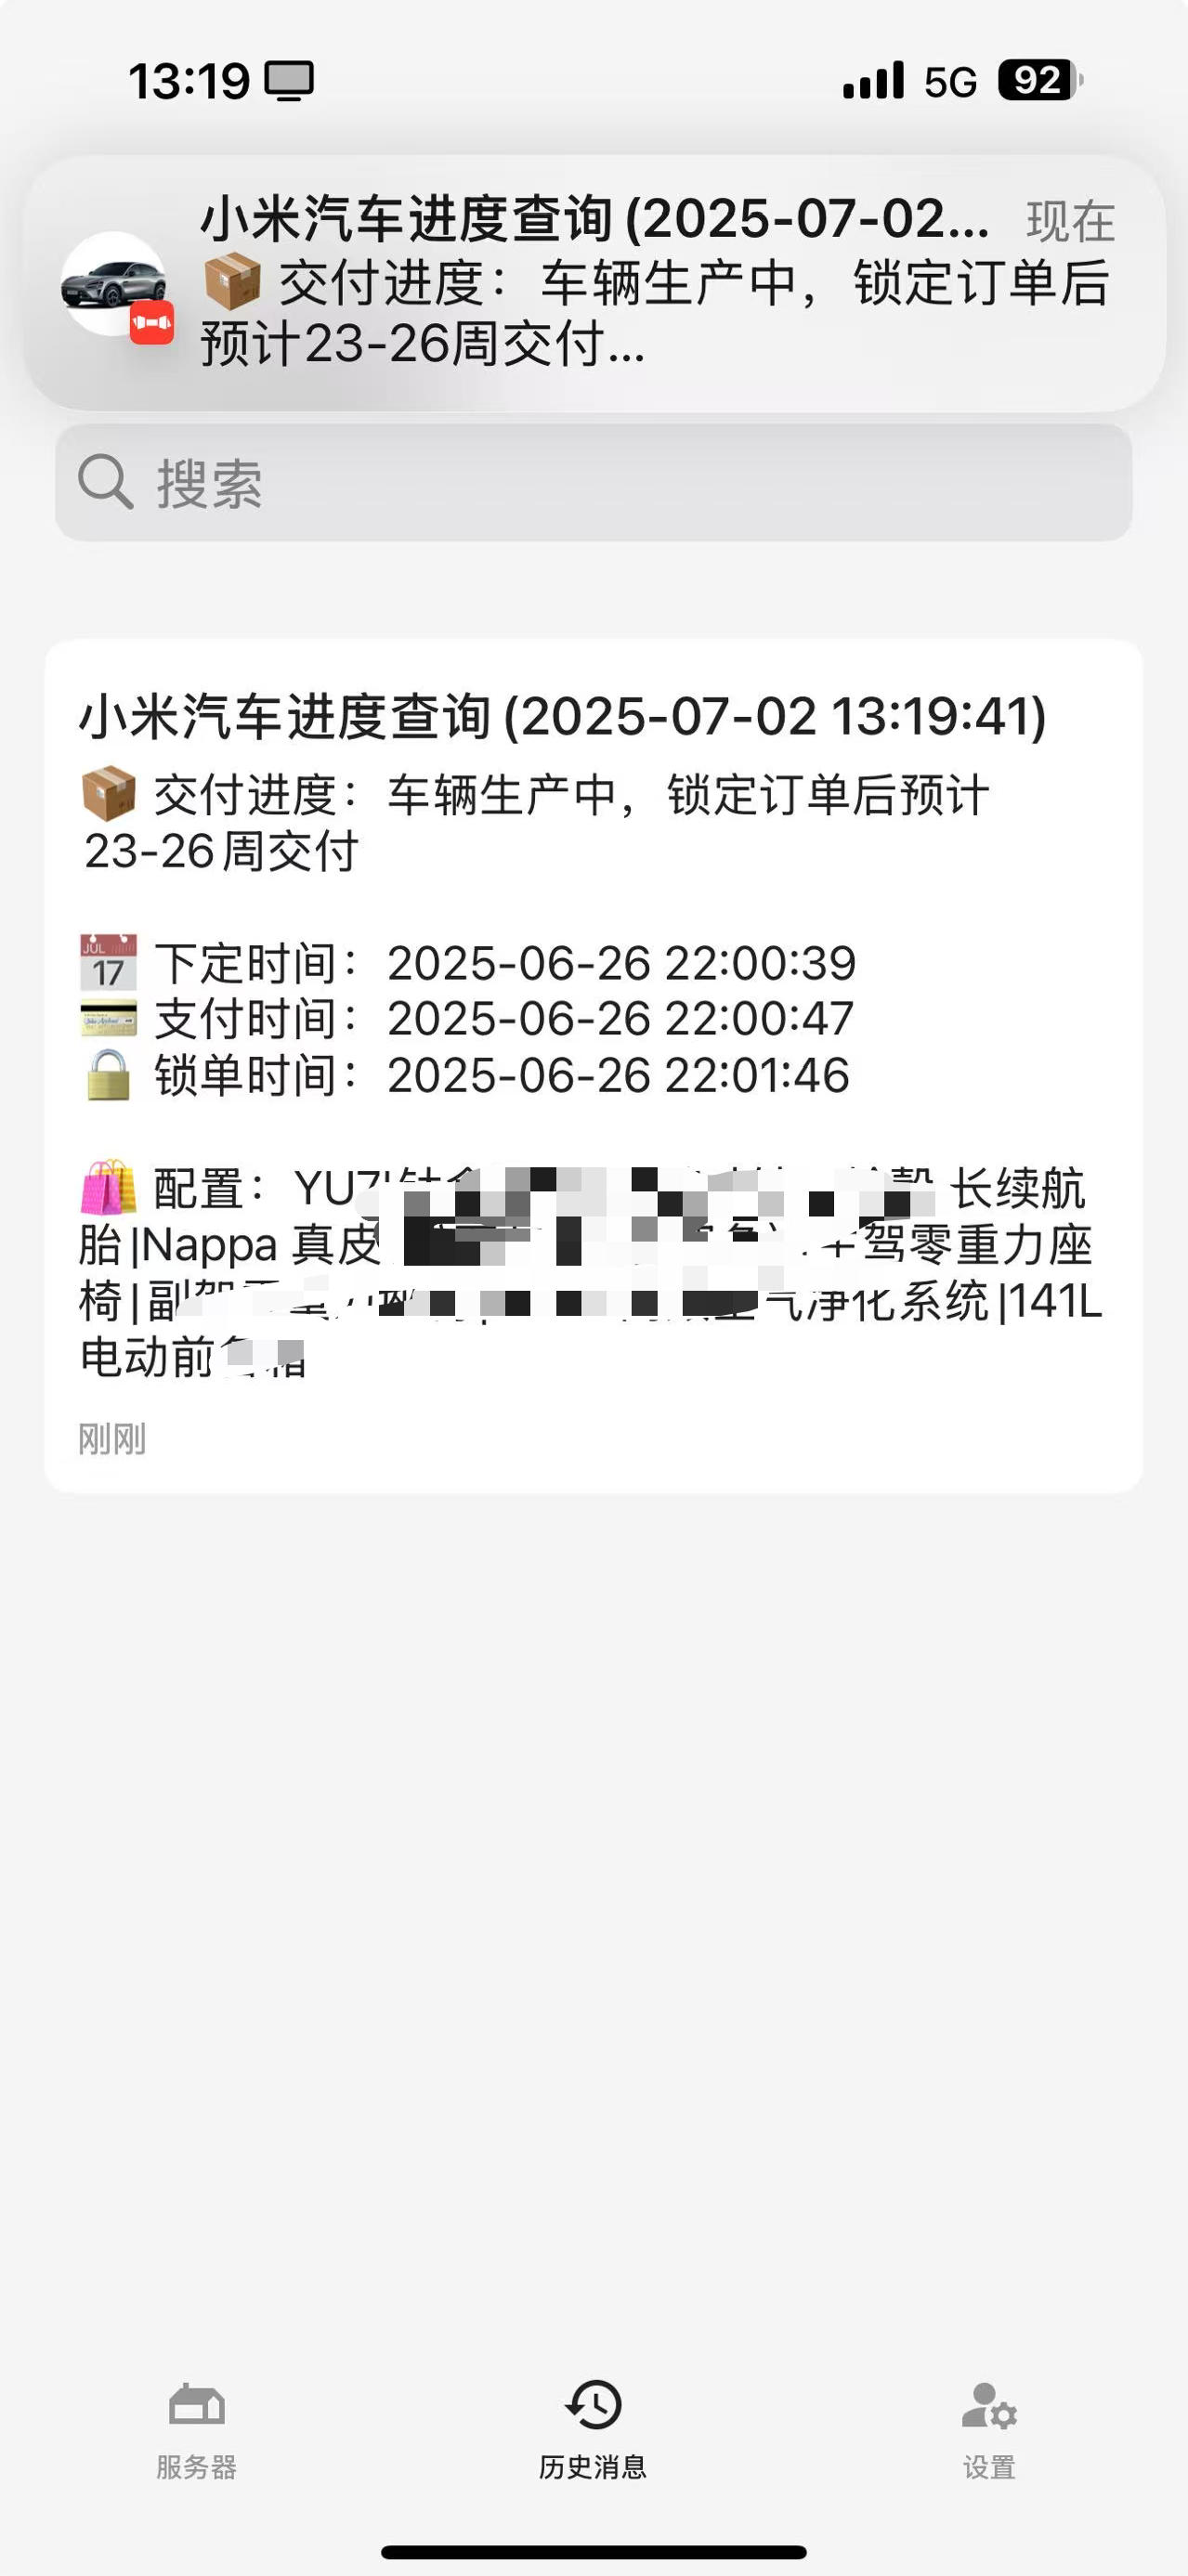 13:19
5G 92
小米汽车进度查询 (2025-07-02... 现在
交付进度：车辆生产中，锁定订单后
预计23-26周交付...
搜索
小米汽车进度查询 (2025-07-02 13:19:41)
交付进度：车辆生产中，锁定订单后预计
23-26周交付
JUL 17 下定时间：2025-06-26 22:00:39
支付时间：2025-06-26 22:00:47
锁单时间：2025-06-26 22:01:46
配置：YU7| 长续航
胎|Nappa 真皮 驾零重力座
椅|副 气净化系统|141L
电动前
刚刚
服务器 历史消息 设置